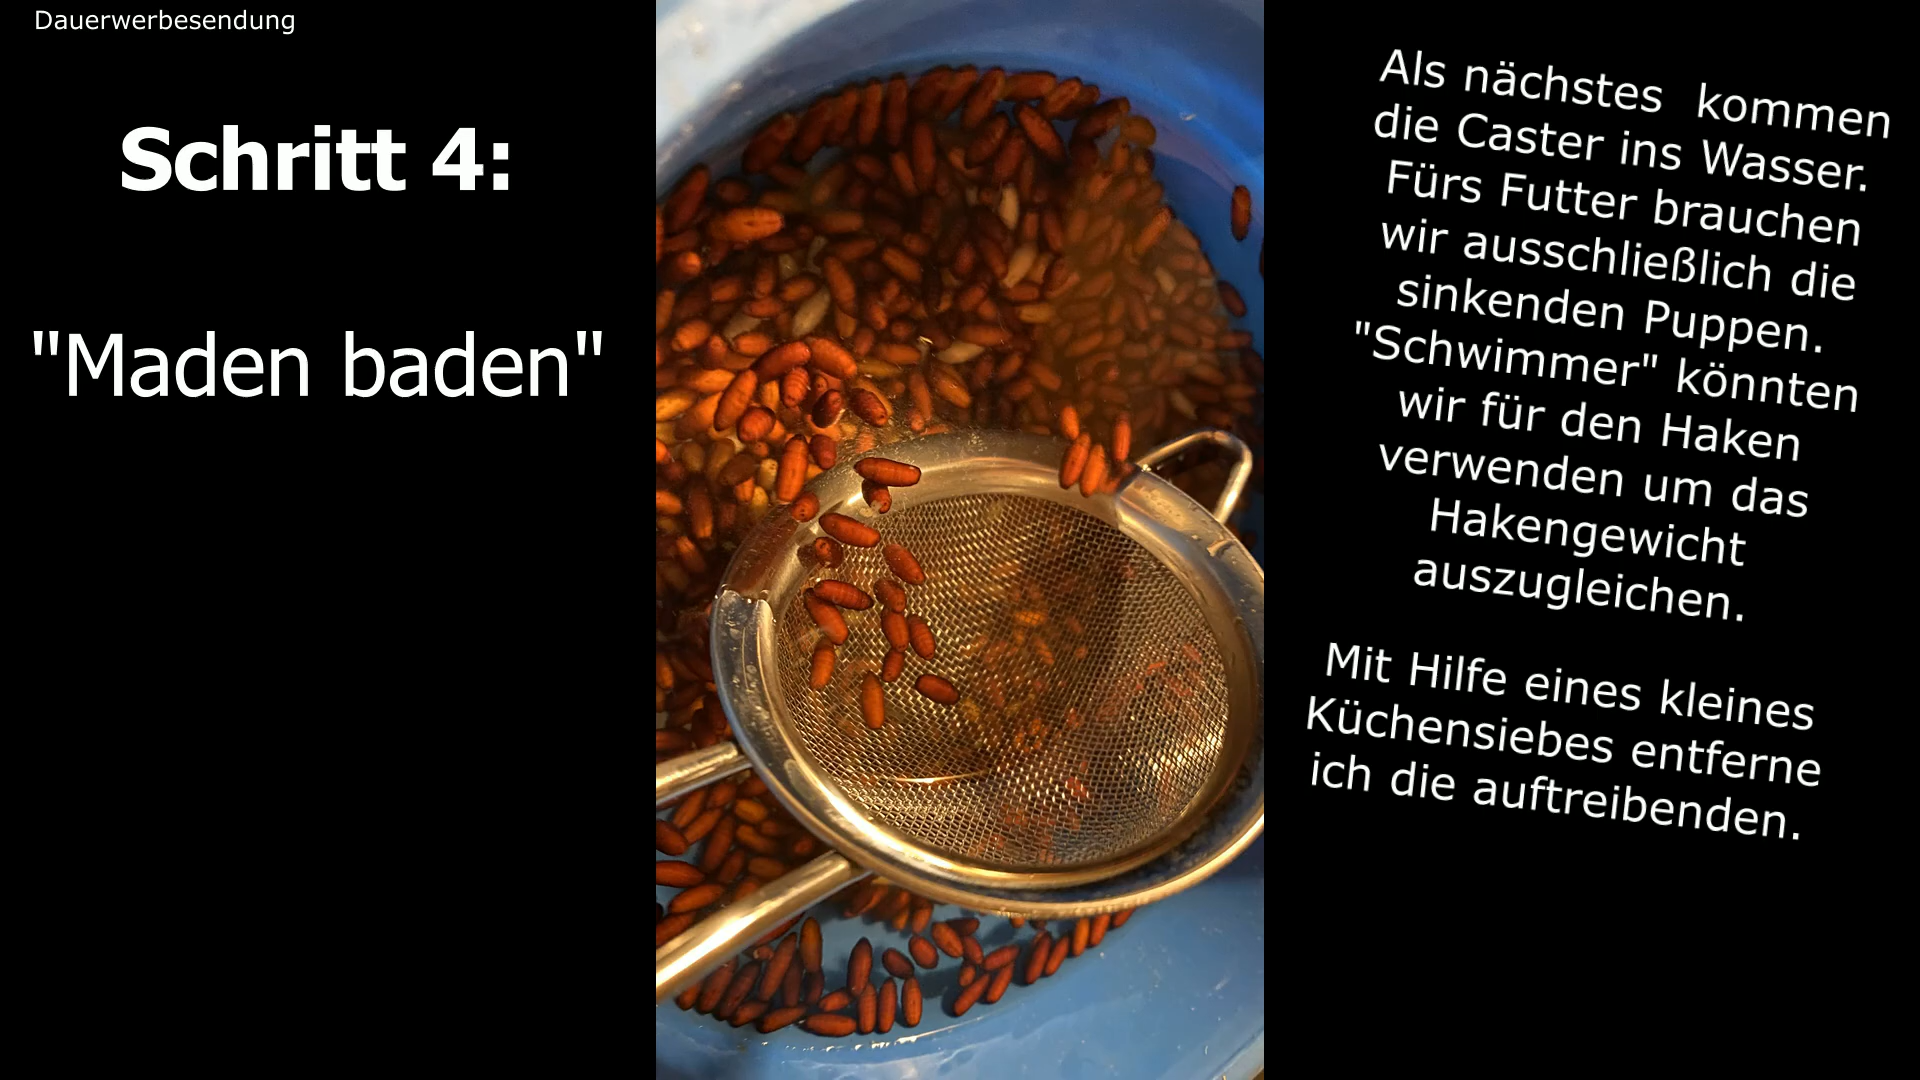 Dauerwerbesendung
Schritt 4:
"Maden baden"
Als nächstes  kommen
die Caster ins Wasser.
Fürs Futter brauchen
wir ausschließlich die
sinkenden Puppen.
"Schwimmer" könnten
wir für den Haken
verwenden um das
Hakengewicht
auszugleichen.
Mit Hilfe eines kleines
Küchensiebes entferne
ich die auftreibenden.